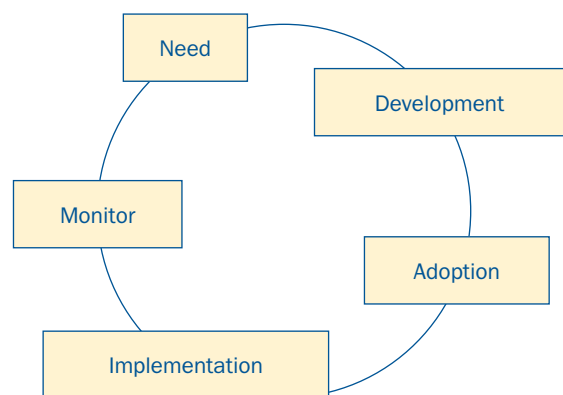 Need
Development
Adoption
Implementation
Monitor